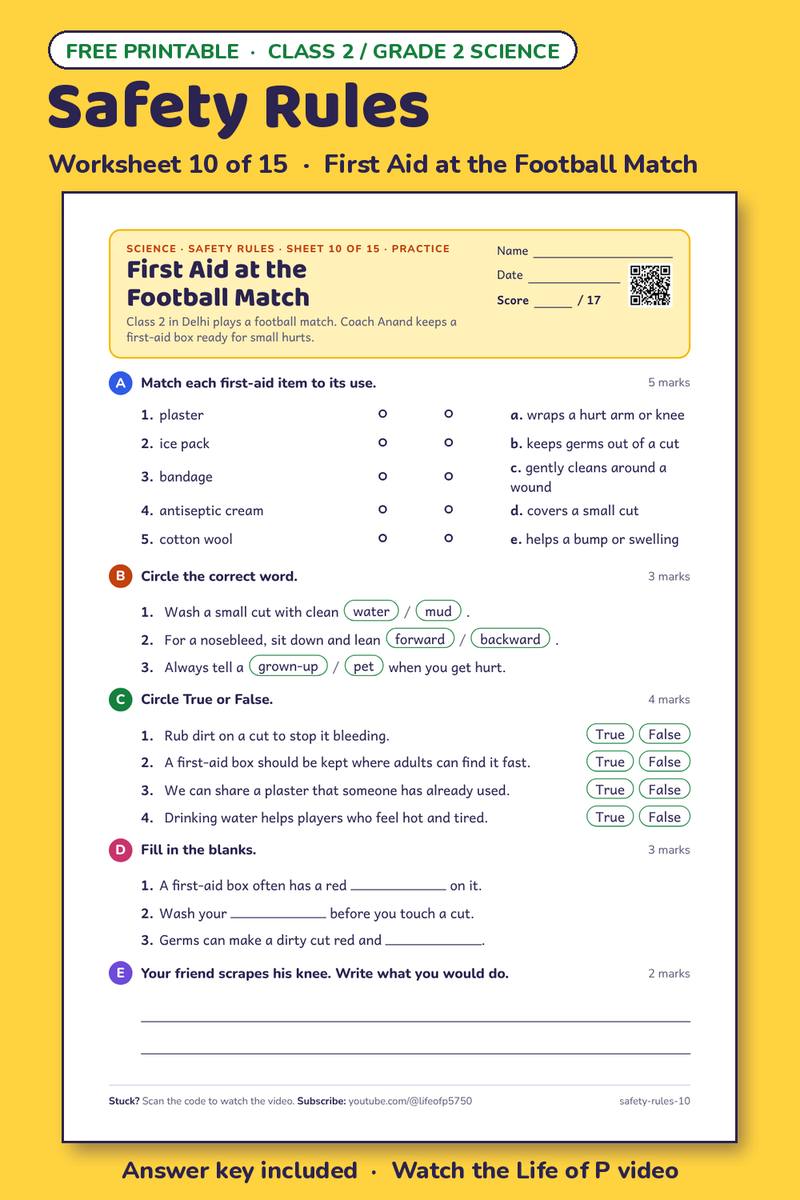 FREE PRINTABLE · CLASS 2 / GRADE 2 SCIENCE
Safety Rules
Worksheet 10 of 15 · First Aid at the Football Match
SCIENCE · SAFETY RULES · SHEET 10 OF 15 · PRACTICE
First Aid at the
Football Match
Class 2 in Delhi plays a football match. Coach Anand keeps a
first-aid box ready for small hurts.
Name
Date
Score / 17
A Match each first-aid item to its use. 5 marks
1. plaster a. wraps a hurt arm or knee
2. ice pack b. keeps germs out of a cut
3. bandage c. gently cleans around a
wound
4. antiseptic cream d. covers a small cut
5. cotton wool e. helps a bump or swelling
B Circle the correct word. 3 marks
1. Wash a small cut with clean water / mud .
2. For a nosebleed, sit down and lean forward / backward .
3. Always tell a grown-up / pet when you get hurt.
C Circle True or False. 4 marks
1. Rub dirt on a cut to stop it bleeding. True False
2. A first-aid box should be kept where adults can find it fast. True False
3. We can share a plaster that someone has already used. True False
4. Drinking water helps players who feel hot and tired. True False
D Fill in the blanks. 3 marks
1. A first-aid box often has a red ____ on it.
2. Wash your ____ before you touch a cut.
3. Germs can make a dirty cut red and ____.
E Your friend scrapes his knee. Write what you would do. 2 marks
Stuck? Scan the code to watch the video. Subscribe: youtube.com/@lifeofp5750 safety-rules-10
Answer key included · Watch the Life of P video